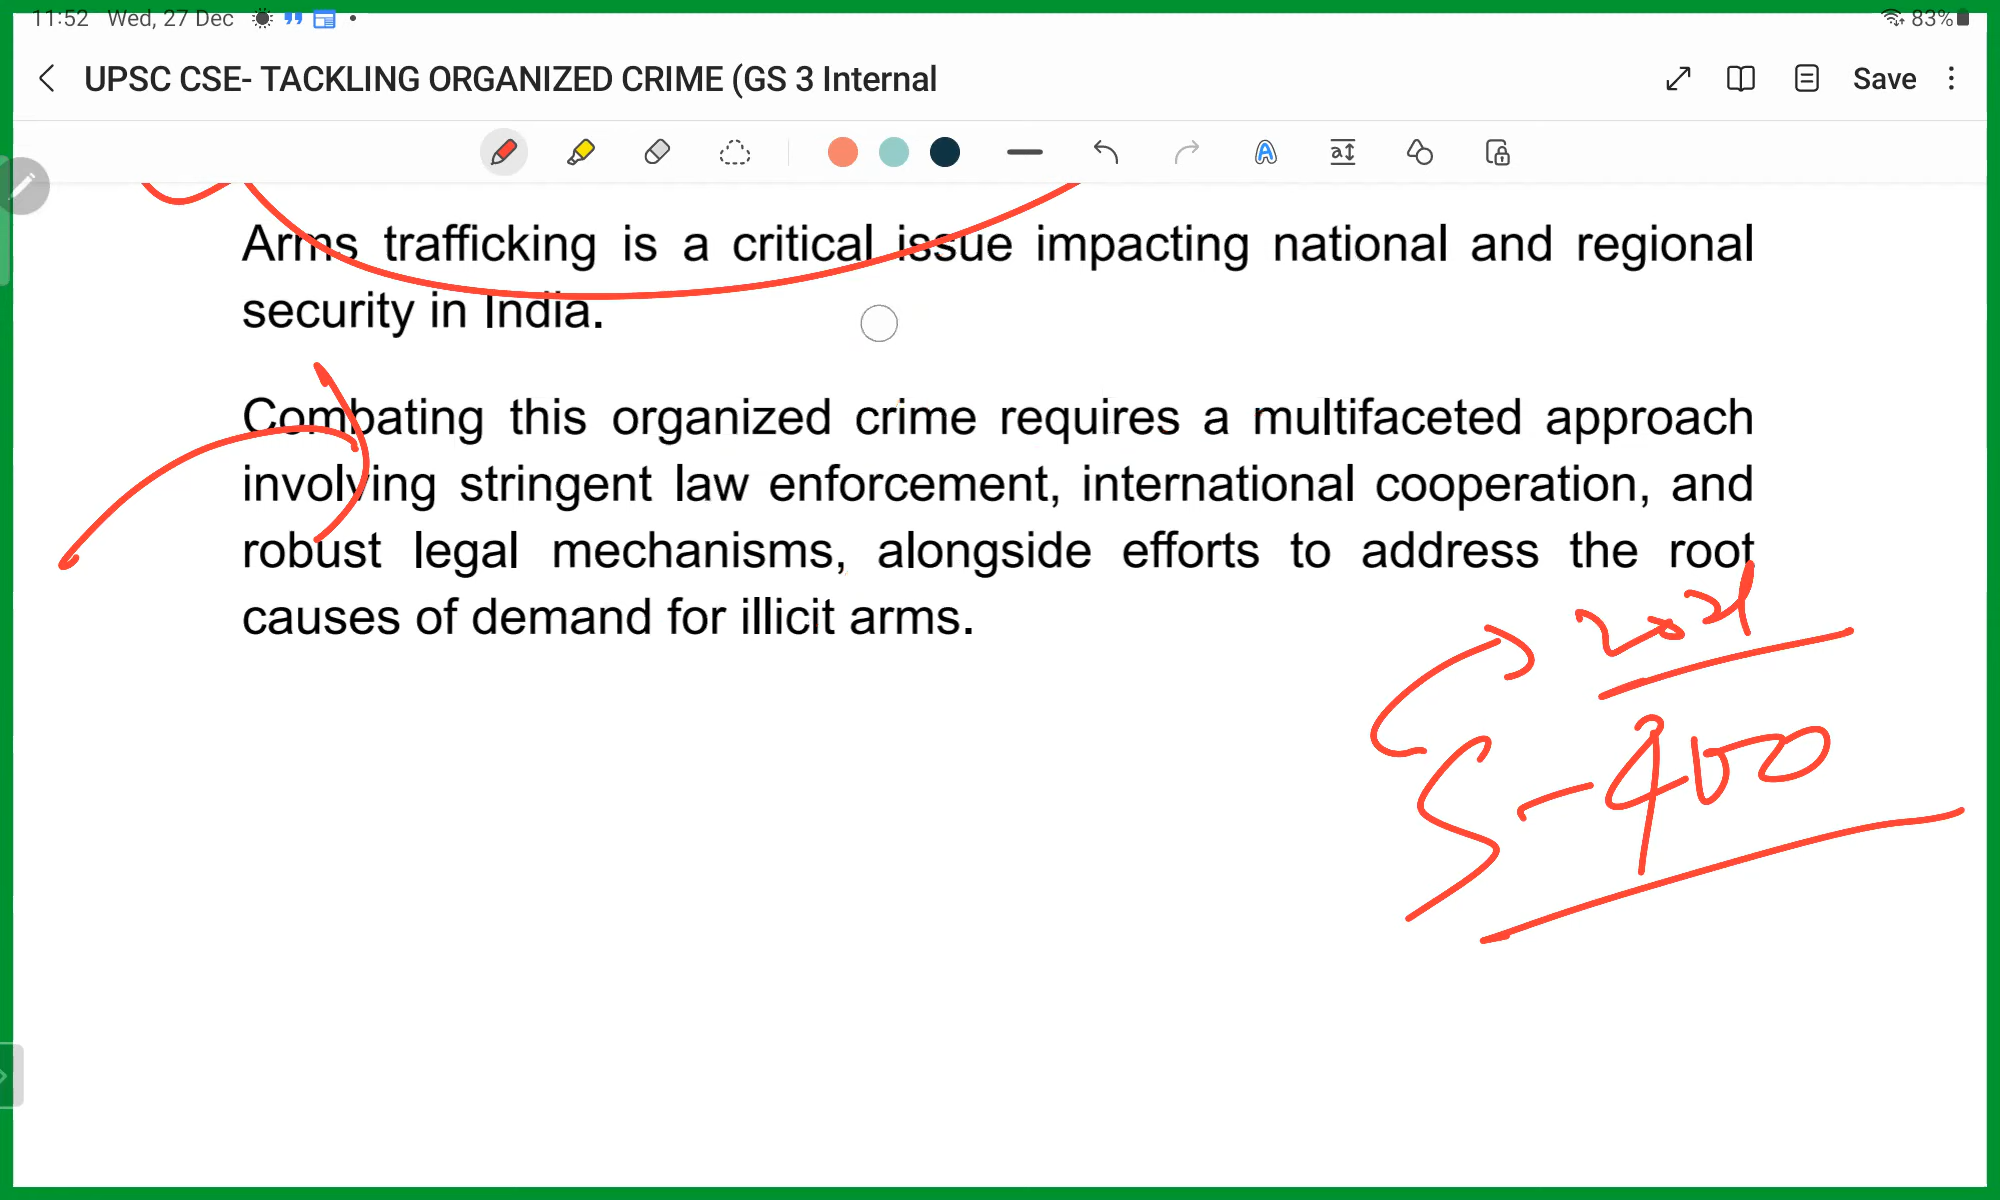 11:52 Wed, 27 Dec 83%
UPSC CSE- TACKLING ORGANIZED CRIME (GS 3 Internal
Save
Arms trafficking is a critical issue impacting national and regional
security in India.
Combating this organized crime requires a multifaceted approach
involving stringent law enforcement, international cooperation, and
robust legal mechanisms, alongside efforts to address the root
causes of demand for illicit arms.
2021
S-400